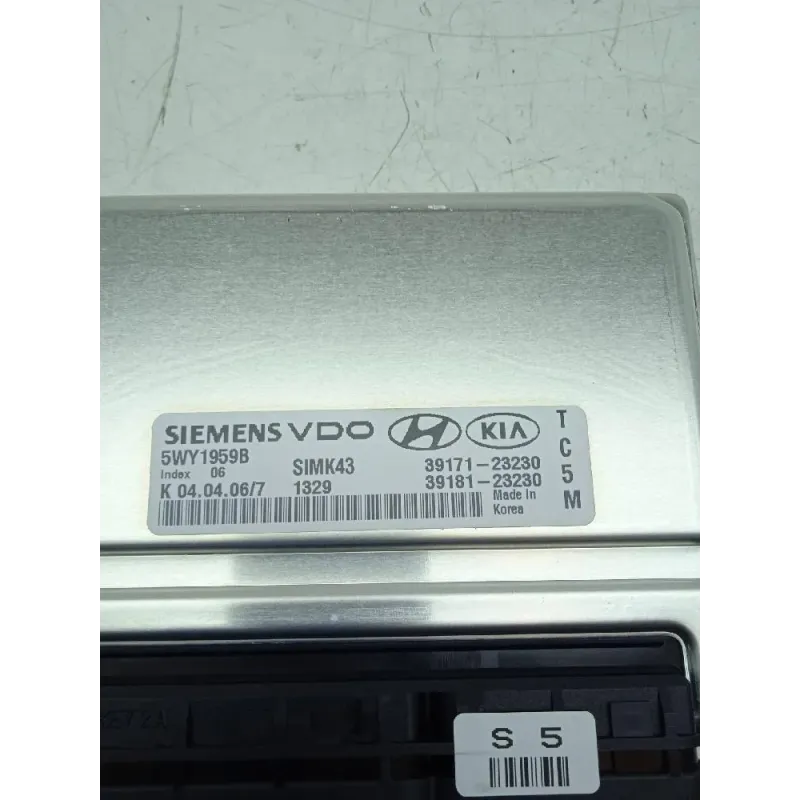 SIEMENS VDO KIA
5WY1959B
Index 06 SIMK43 39171-23230
K 04.04.06/7 1329 39181-23230
Made in
Korea
TC5M
S 5